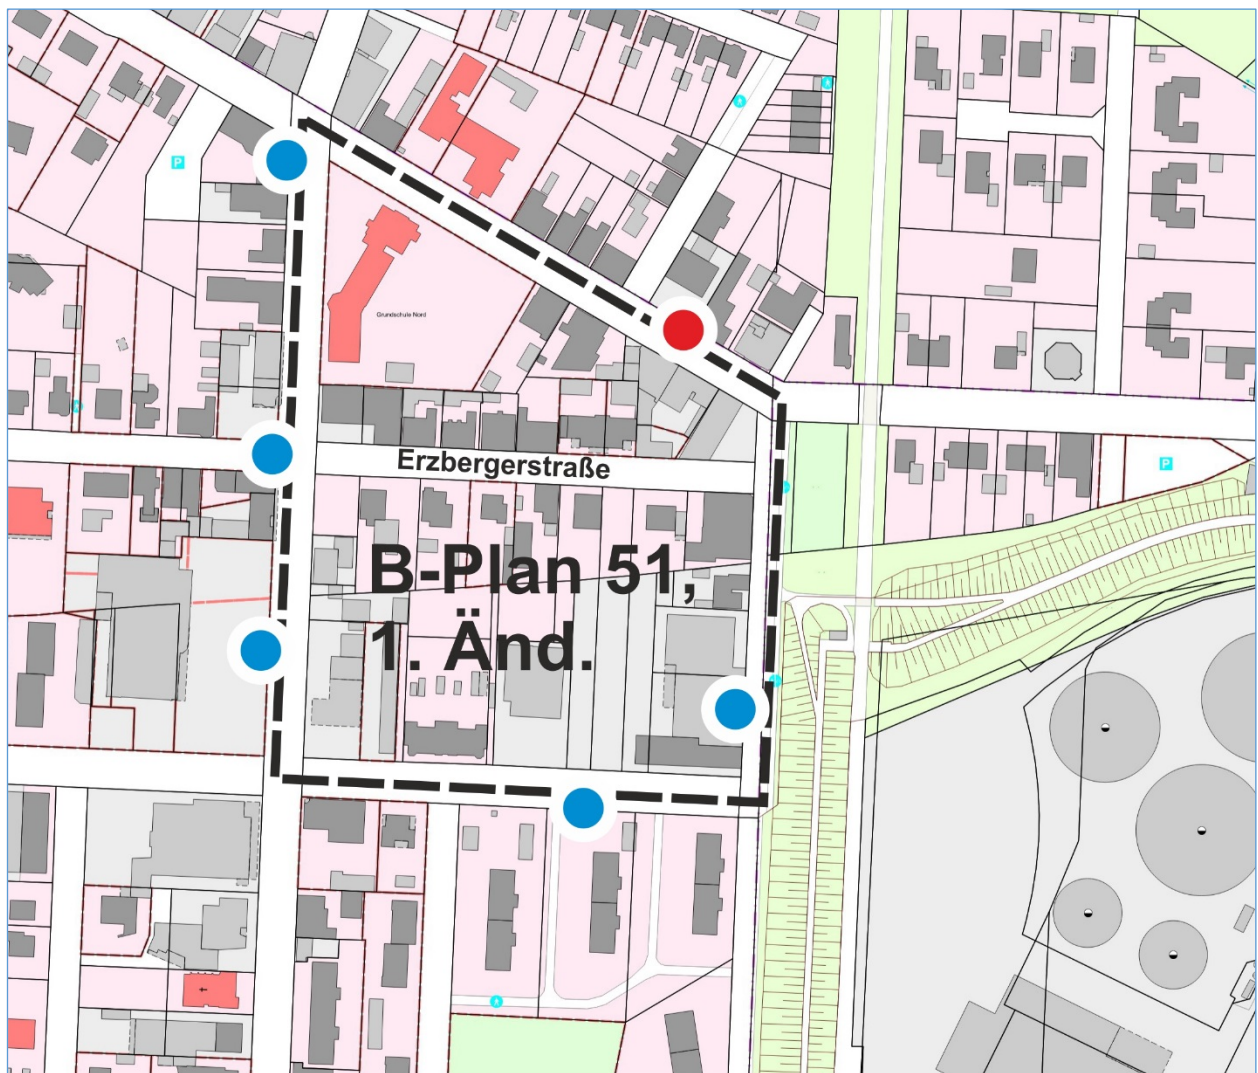 P
Grundschule Nord
Erzbergerstraße
P
B-Plan 51,
1. Änd.